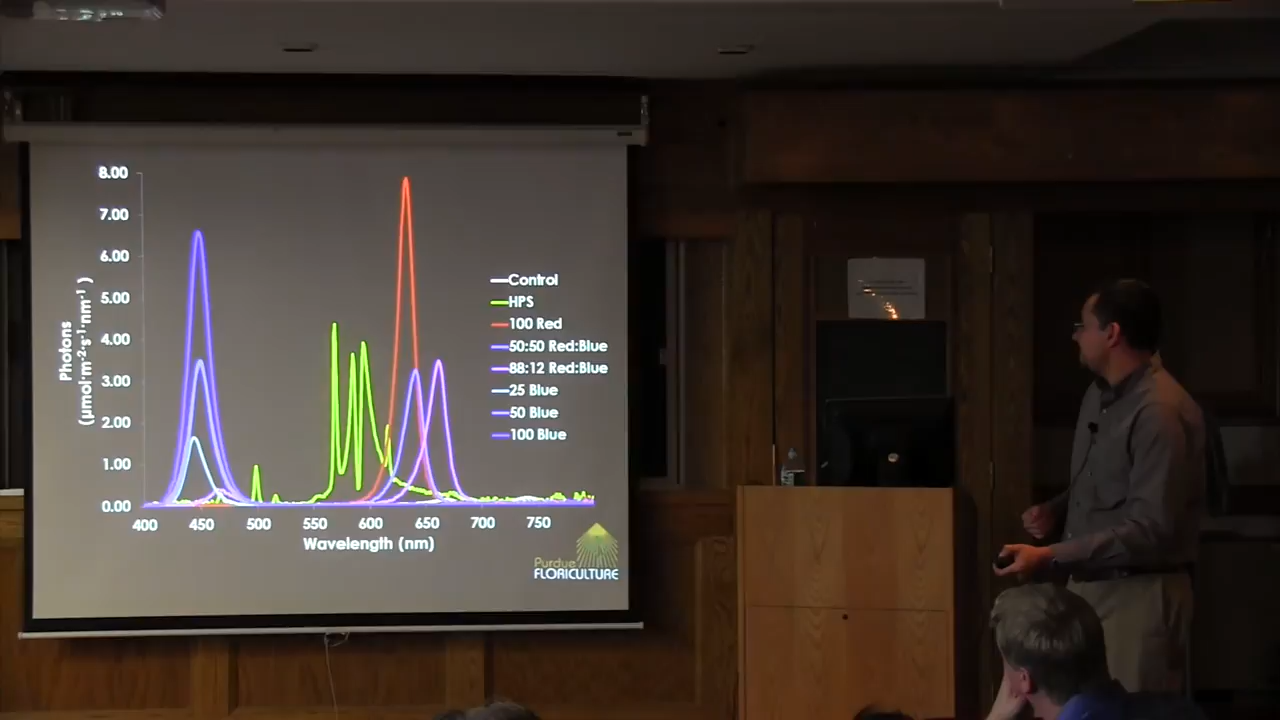 8.00
7.00
6.00
5.00
4.00
3.00
2.00
1.00
0.00
Photons
(µmol·m-2·s-1·nm-1 )
400 450 500 550 600 650 700 750
Wavelength (nm)
Control
HPS
100 Red
50:50 Red:Blue
88:12 Red:Blue
25 Blue
50 Blue
100 Blue
Purdue
FLORICULTURE